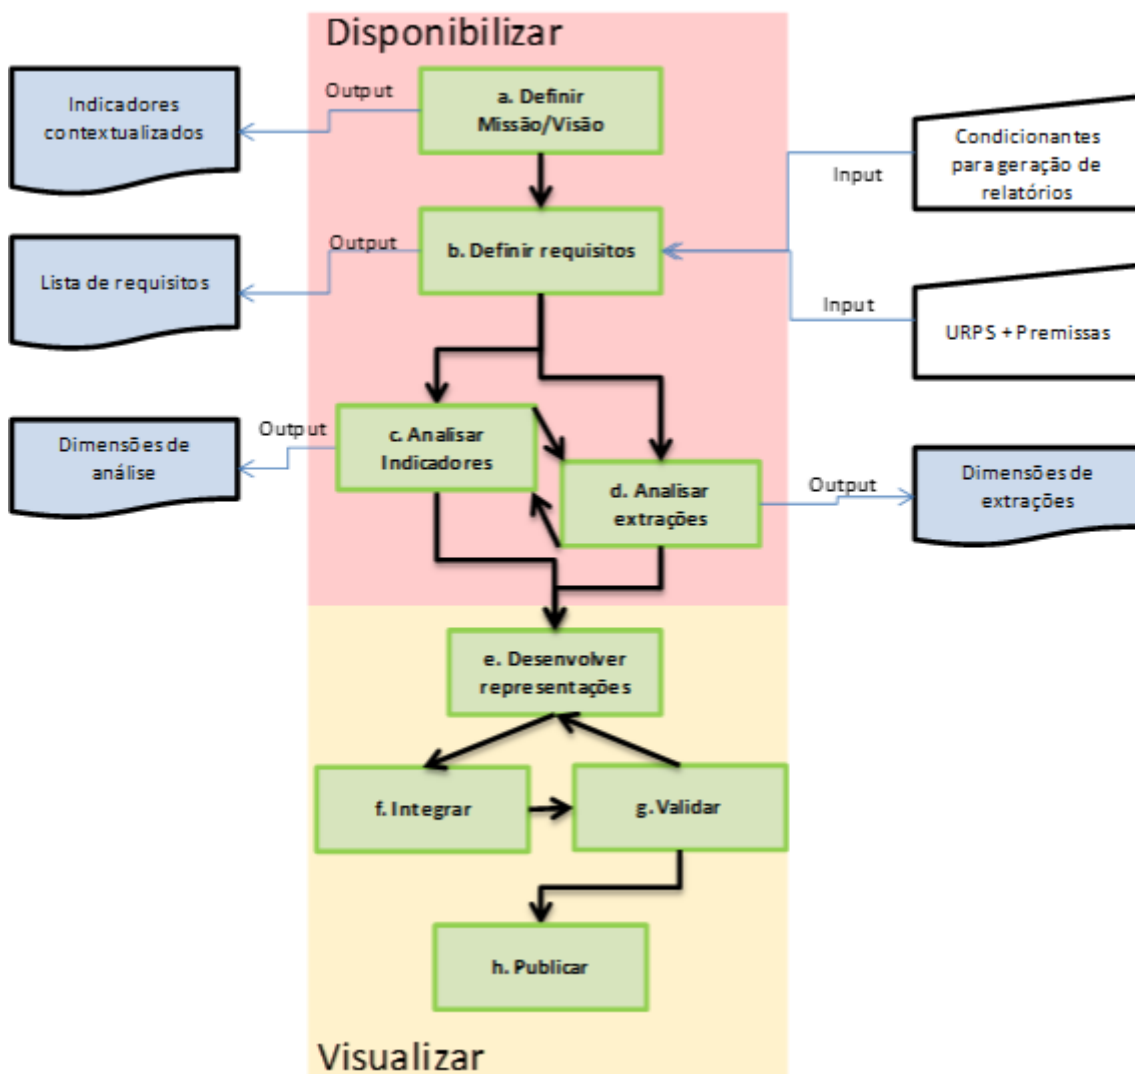 Disponibilizar
Indicadores
contextualizados
Output
a. Definir
Missão/Visão
Condicionantes
para geração de
relatórios
Input
Lista de requisitos
Output
b. Definir requisitos
Input
URPS + Premissas
Dimensões de
análise
Output
c. Analisar
Indicadores
d. Analisar
extrações
Output
Dimensões de
extrações
e. Desenvolver
representações
f. Integrar
g. Validar
h. Publicar
Visualizar